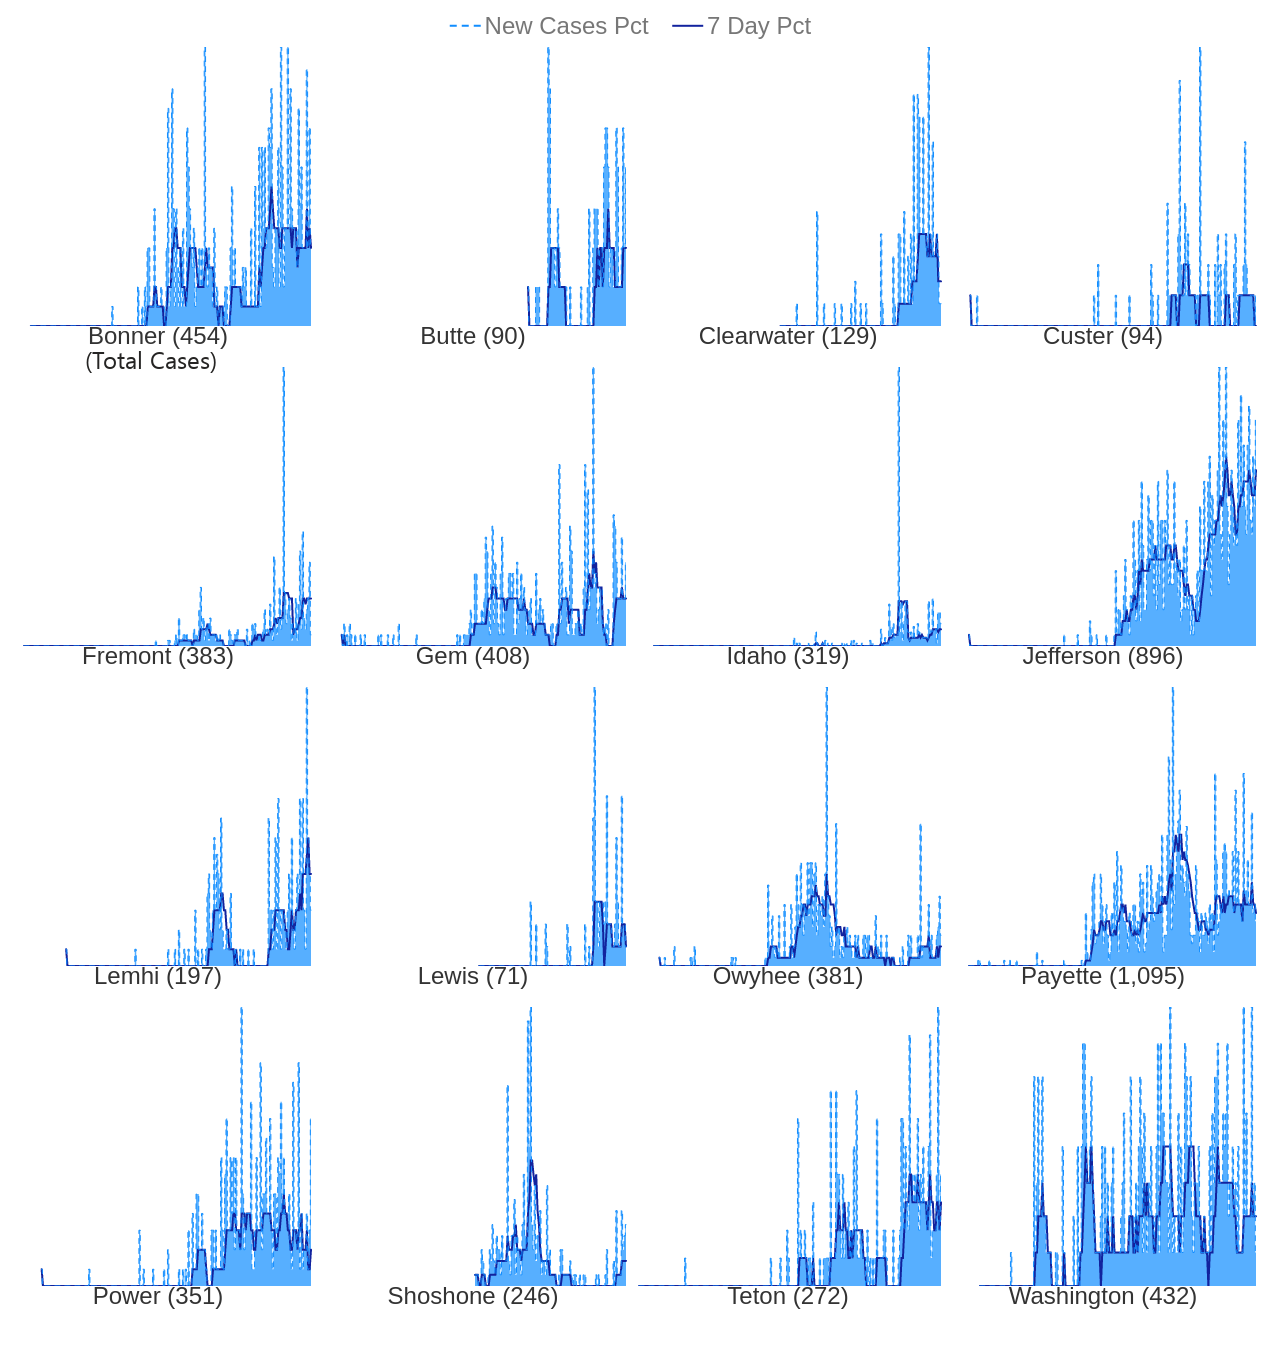 New Cases Pct 7 Day Pct
Bonner (454) Butte (90) Clearwater (129) Custer (94)
(Total Cases)
Fremont (383) Gem (408) Idaho (319) Jefferson (896)
Lemhi (197) Lewis (71) Owyhee (381) Payette (1,095)
Power (351) Shoshone (246) Teton (272) Washington (432)